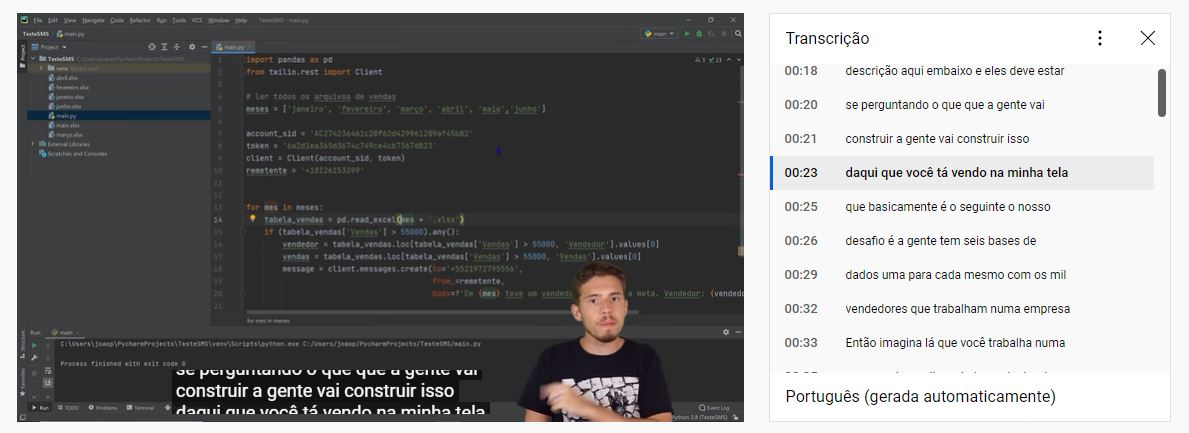 File Edit View Navigate Code Refactor Run Tools VCS Window Help TesteSMS - main.py
TesteSMS main.py
main
Project
main.py
TesteSMS C:\Users\joaop\PycharmProjects\TesteSMS
venv library root
abril.xlsx
fevereiro.xlsx
janeiro.xlsx
junho.xlsx
main.py
maio.xlsx
março.xlsx
External Libraries
Scratches and Consoles
1 import pandas as pd
2 from twilio.rest import Client
3
4 # ler todos os arquivos de vendas
5 meses = ['janeiro', 'fevereiro', 'março', 'abril', 'maio','junho']
6
7 account_sid =
8 token =
9 client = Client(account_sid, token)
10 remetente = '+18126153399'
11
12
13 for mes in meses:
14 tabela_vendas = pd.read_excel(mes + '.xlsx')
15 if (tabela_vendas['Vendas'] > 55000).any():
16 vendedor = tabela_vendas.loc[tabela_vendas['Vendas'] > 55000, 'Vendedor'].values[0]
17 vendas = tabela_vendas.loc[tabela_vendas['Vendas'] > 55000, 'Vendas'].values[0]
18 message = client.messages.create(to='+5521972795556',
19 from_=remetente,
20 body=f'Em {mes} teve um vended a meta. Vendedor: {vended
21
for mes in meses
Run: main
C:\Users\joaop\PycharmProjects\TesteSMS\venv\Scripts\python.exe C:/Users/joaop/PycharmProjects/TesteSMS/main.py
Process finished with exit code 0
se perguntando o que que a gente vai
construir a gente vai construir isso
daqui que você tá vendo na minha tela
Run TODO Problems Terminal
Event Log
Python 3.8 (TesteSMS)
Structure
Favorites
Transcrição
00:18 descrição aqui embaixo e eles deve estar
00:20 se perguntando o que que a gente vai
00:21 construir a gente vai construir isso
00:23 daqui que você tá vendo na minha tela
00:25 que basicamente é o seguinte o nosso
00:26 desafio é a gente tem seis bases de
00:29 dados uma para cada mesmo com os mil
00:32 vendedores que trabalham numa empresa
00:33 Então imagina lá que você trabalha numa
Português (gerada automaticamente)